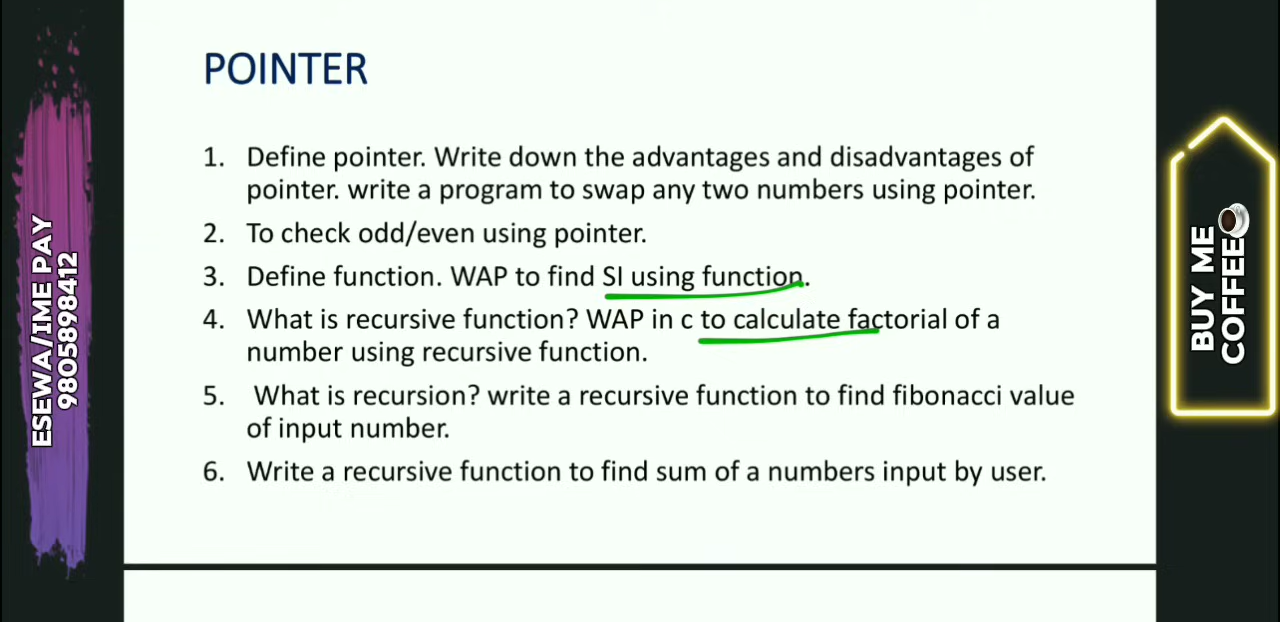 POINTER
1. Define pointer. Write down the advantages and disadvantages of
pointer. write a program to swap any two numbers using pointer.
2. To check odd/even using pointer.
3. Define function. WAP to find SI using function.
4. What is recursive function? WAP in c to calculate factorial of a
number using recursive function.
5. What is recursion? write a recursive function to find fibonacci value
of input number.
6. Write a recursive function to find sum of a numbers input by user.
ESEWA/IME PAY
9805898412
BUY ME
COFFEE